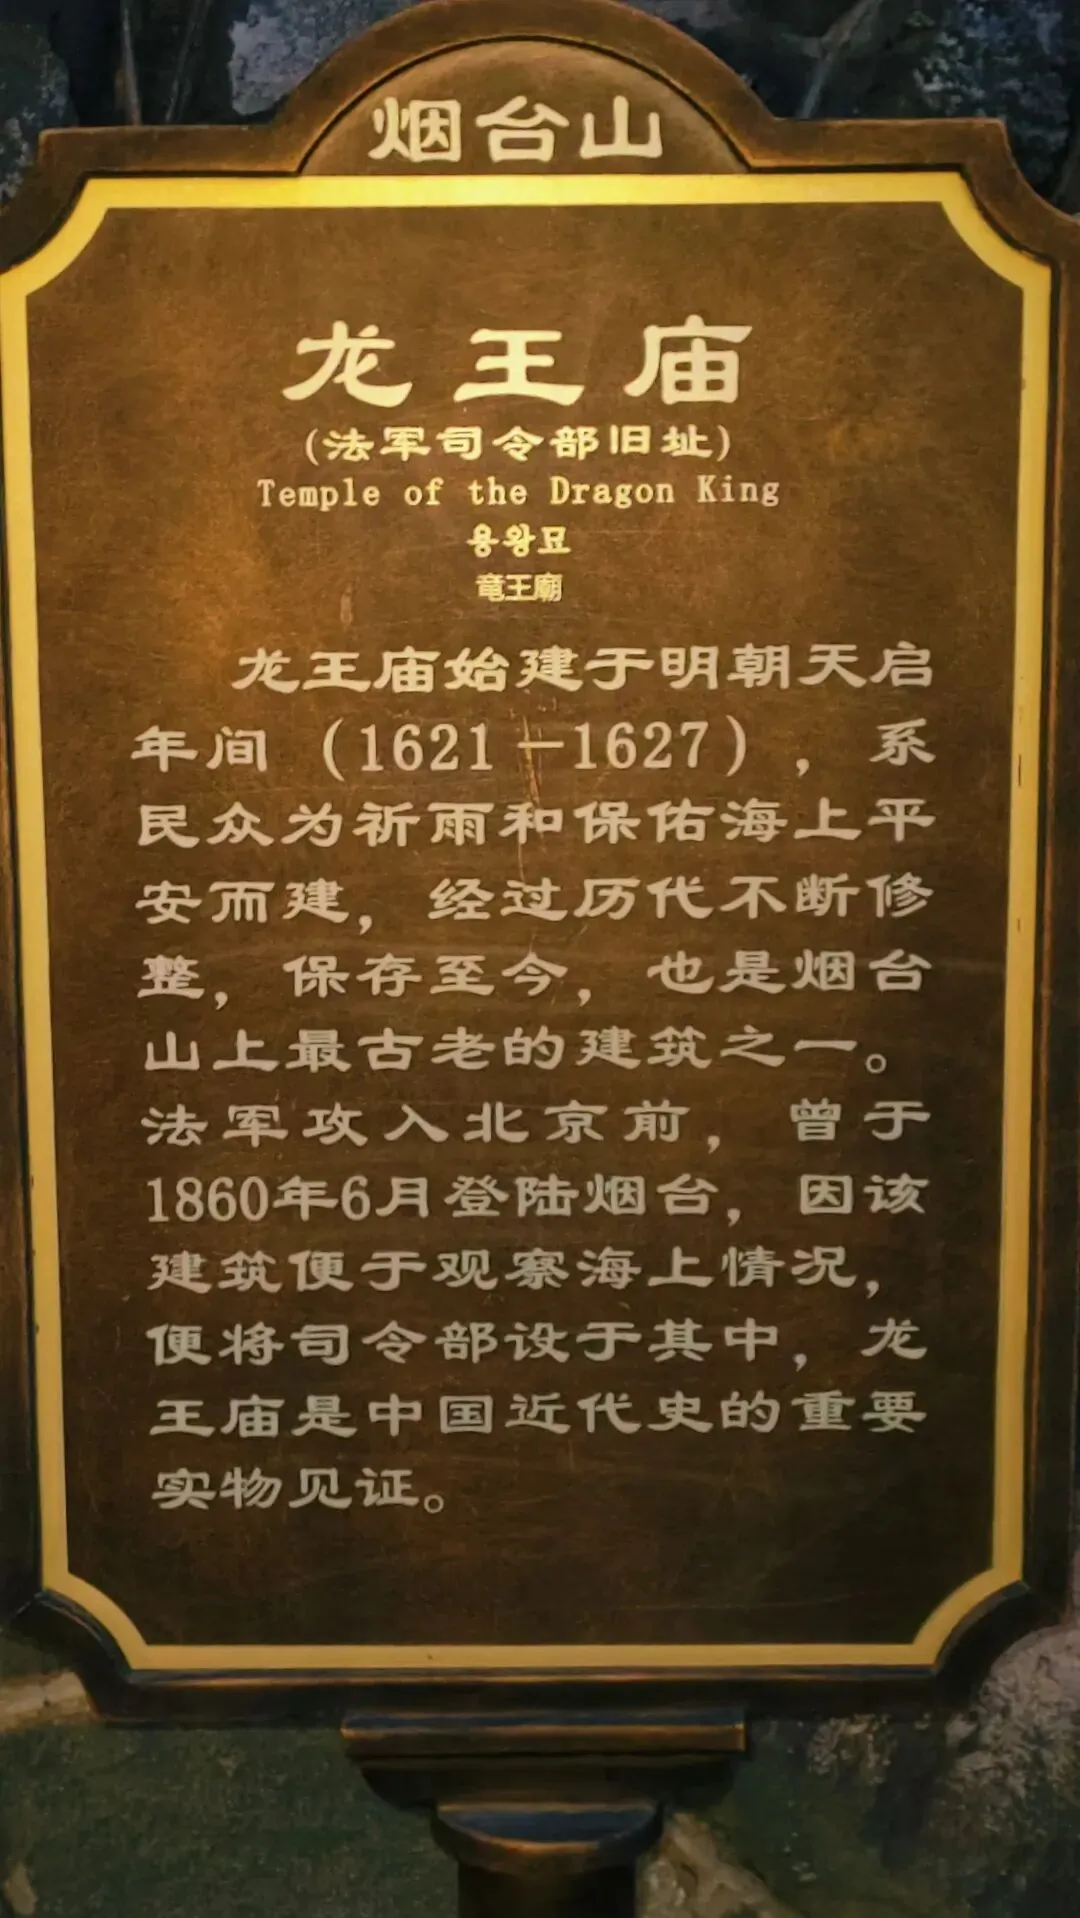 烟台山
龙王庙
(法军司令部旧址)
Temple of the Dragon King
용왕묘
竜王廟
龙王庙始建于明朝天启
年间（1621—1627），系
民众为祈雨和保佑海上平
安而建，经过历代不断修
整，保存至今，也是烟台
山上最古老的建筑之一。
法军攻入北京前，曾于
1860年6月登陆烟台，因该
建筑便于观察海上情况，
便将司令部设于其中，龙
王庙是中国近代史的重要
实物见证。